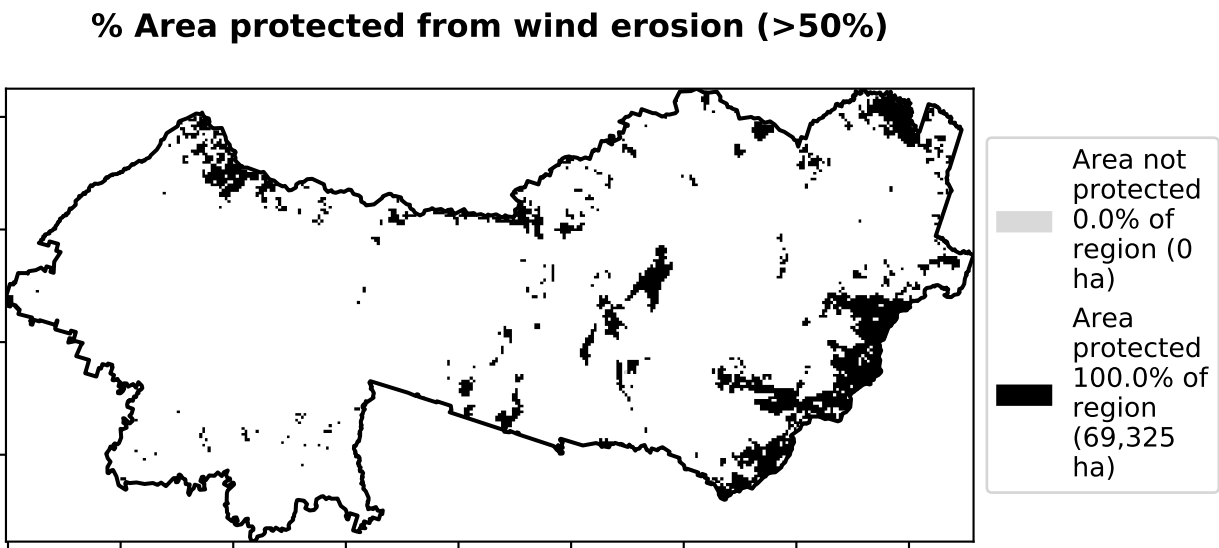 % Area protected from wind erosion (>50%)
Area not
protected
0.0% of
region (0
ha)
Area
protected
100.0% of
region
(69,325
ha)